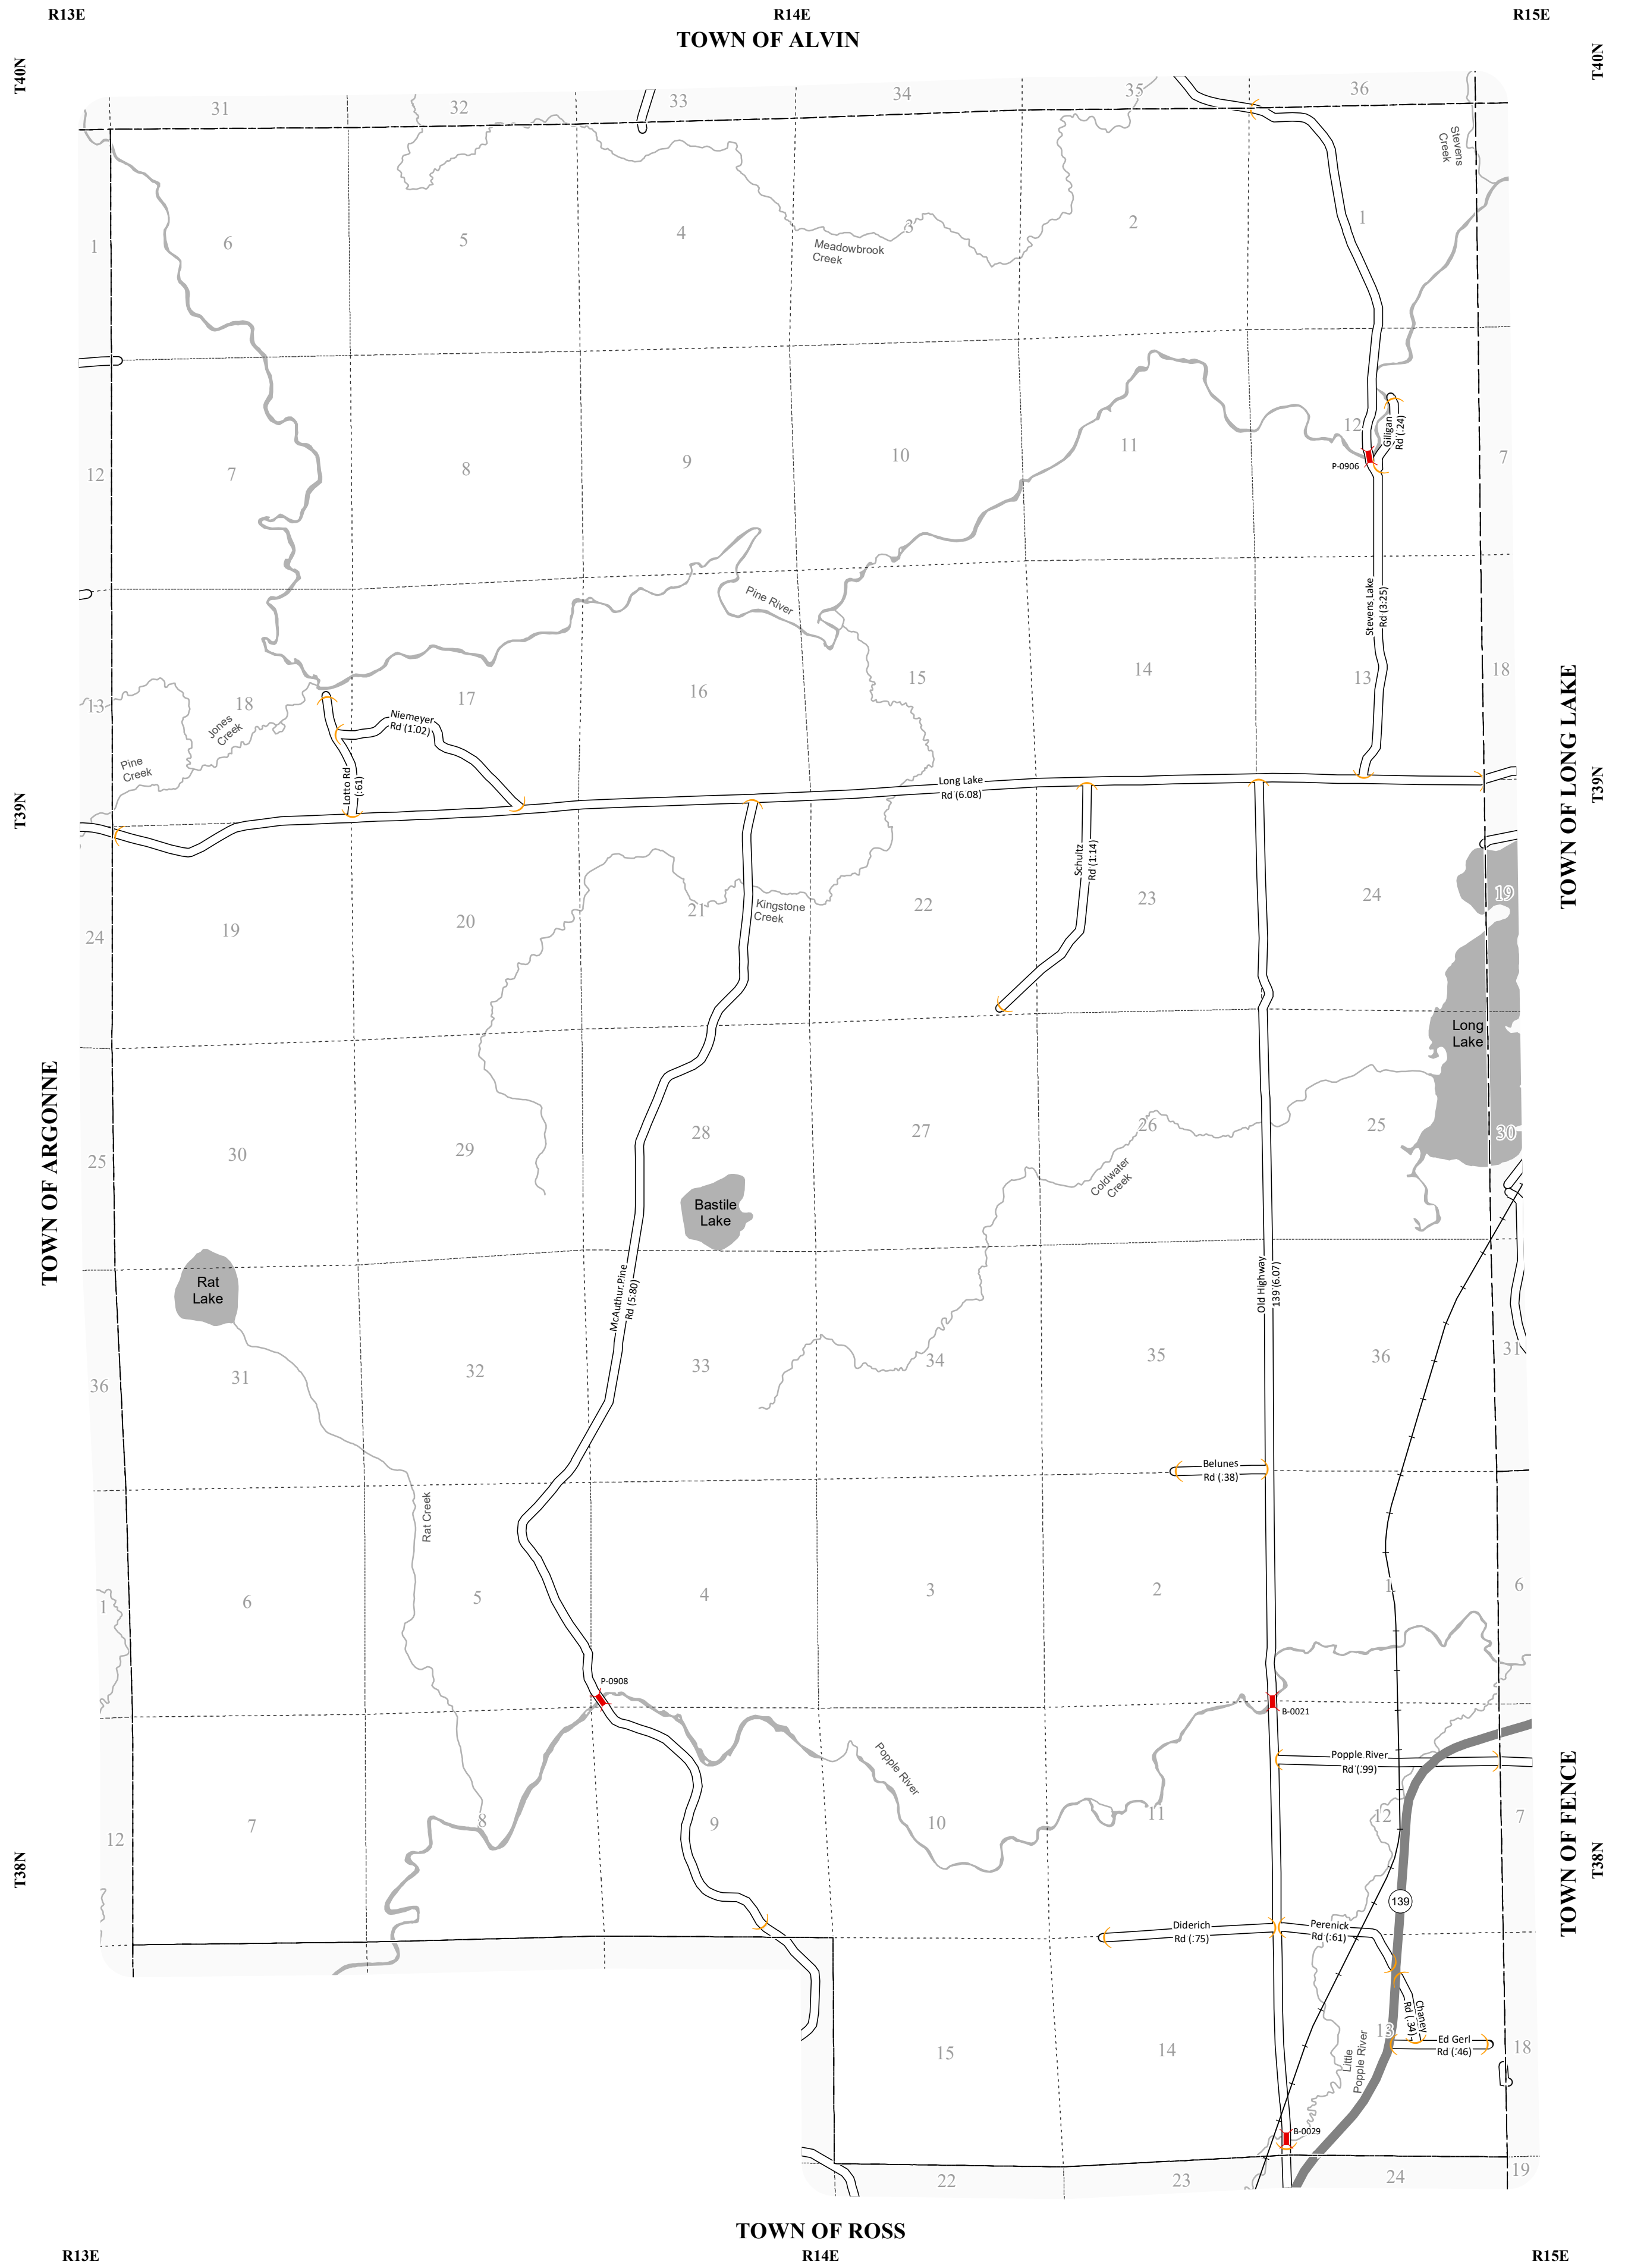 R13E R14E R15E
TOWN OF ALVIN
T40N T40N
31 32 33 34 35 36
Stevens
Creek
1 6 5 4 3 2 1
Meadowbrook
Creek
12 7 8 9 10 11 12 7
Giligan
Rd (.24)
P-0906
Pine River
Stevens Lake
Rd (3.25)
13 18 17 16 15 14 13 18
Jones
Creek
Niemeyer
Rd (1.02)
Pine
Creek
Lotto Rd
(.61)
Long Lake
Rd (6.08)
T39N T39N
TOWN OF LONG LAKE
Schultz
Rd (1.14)
24 19 20 21 22 23 24 19
Kingstone
Creek
Long
Lake
TOWN OF ARGONNE
25 30 29 28 27 26 25 30
Coldwater
Creek
Bastile
Lake
Rat
Lake
McArthur Pine
Rd (5.80)
Old Highway
139 (6.07)
36 31 32 33 34 35 36 31
Belunes
Rd (.38)
Rat Creek
1 6 5 4 3 2 1 6
P-0908
B-0021
Popple River
Popple River
Rd (.99)
12 7 8 9 10 11 12 7
TOWN OF FENCE
T38N T38N
139
Diderich
Rd (.75)
Perenick
Rd (.61)
Chaney
Rd (.34)
15 14 13 18
Ed Gerl
Rd (.46)
Little
Popple River
B-0029
22 23 24 19
TOWN OF ROSS
R13E R14E R15E